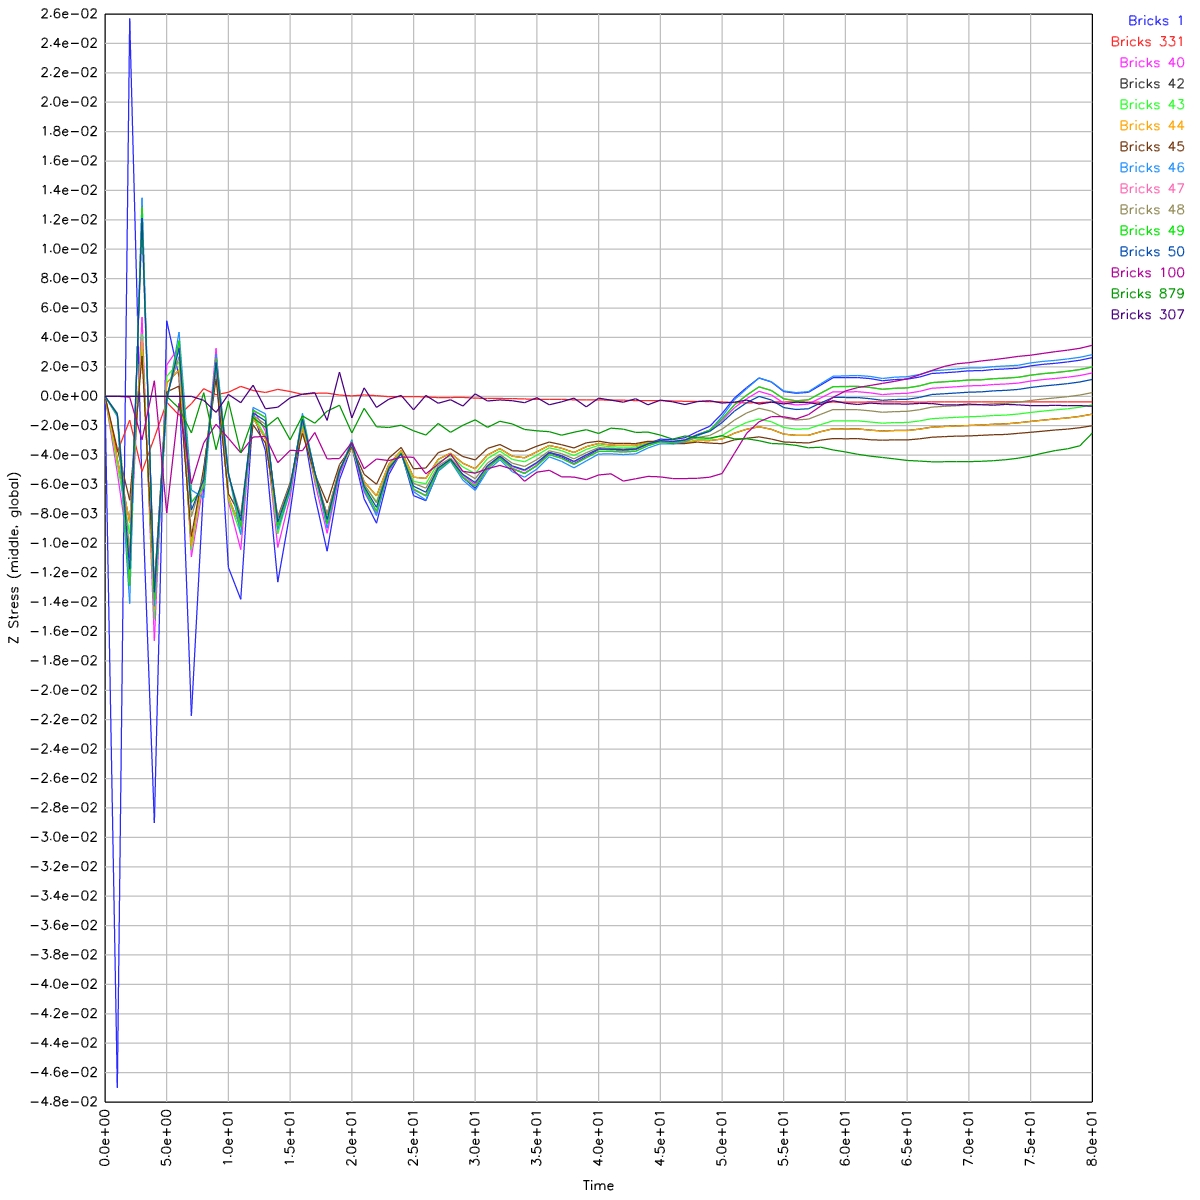 2.6e-02
2.4e-02
2.2e-02
2.0e-02
1.8e-02
1.6e-02
1.4e-02
1.2e-02
1.0e-02
8.0e-03
6.0e-03
4.0e-03
2.0e-03
0.0e+00
-2.0e-03
-4.0e-03
-6.0e-03
-8.0e-03
-1.0e-02
-1.2e-02
-1.4e-02
-1.6e-02
-1.8e-02
-2.0e-02
-2.2e-02
-2.4e-02
-2.6e-02
-2.8e-02
-3.0e-02
-3.2e-02
-3.4e-02
-3.6e-02
-3.8e-02
-4.0e-02
-4.2e-02
-4.4e-02
-4.6e-02
-4.8e-02
Z Stress (middle, global)
0.0e+00
5.0e+00
1.0e+01
1.5e+01
2.0e+01
2.5e+01
3.0e+01
3.5e+01
4.0e+01
4.5e+01
5.0e+01
5.5e+01
6.0e+01
6.5e+01
7.0e+01
7.5e+01
8.0e+01
Time
Bricks 1
Bricks 331
Bricks 40
Bricks 42
Bricks 43
Bricks 44
Bricks 45
Bricks 46
Bricks 47
Bricks 48
Bricks 49
Bricks 50
Bricks 100
Bricks 879
Bricks 307